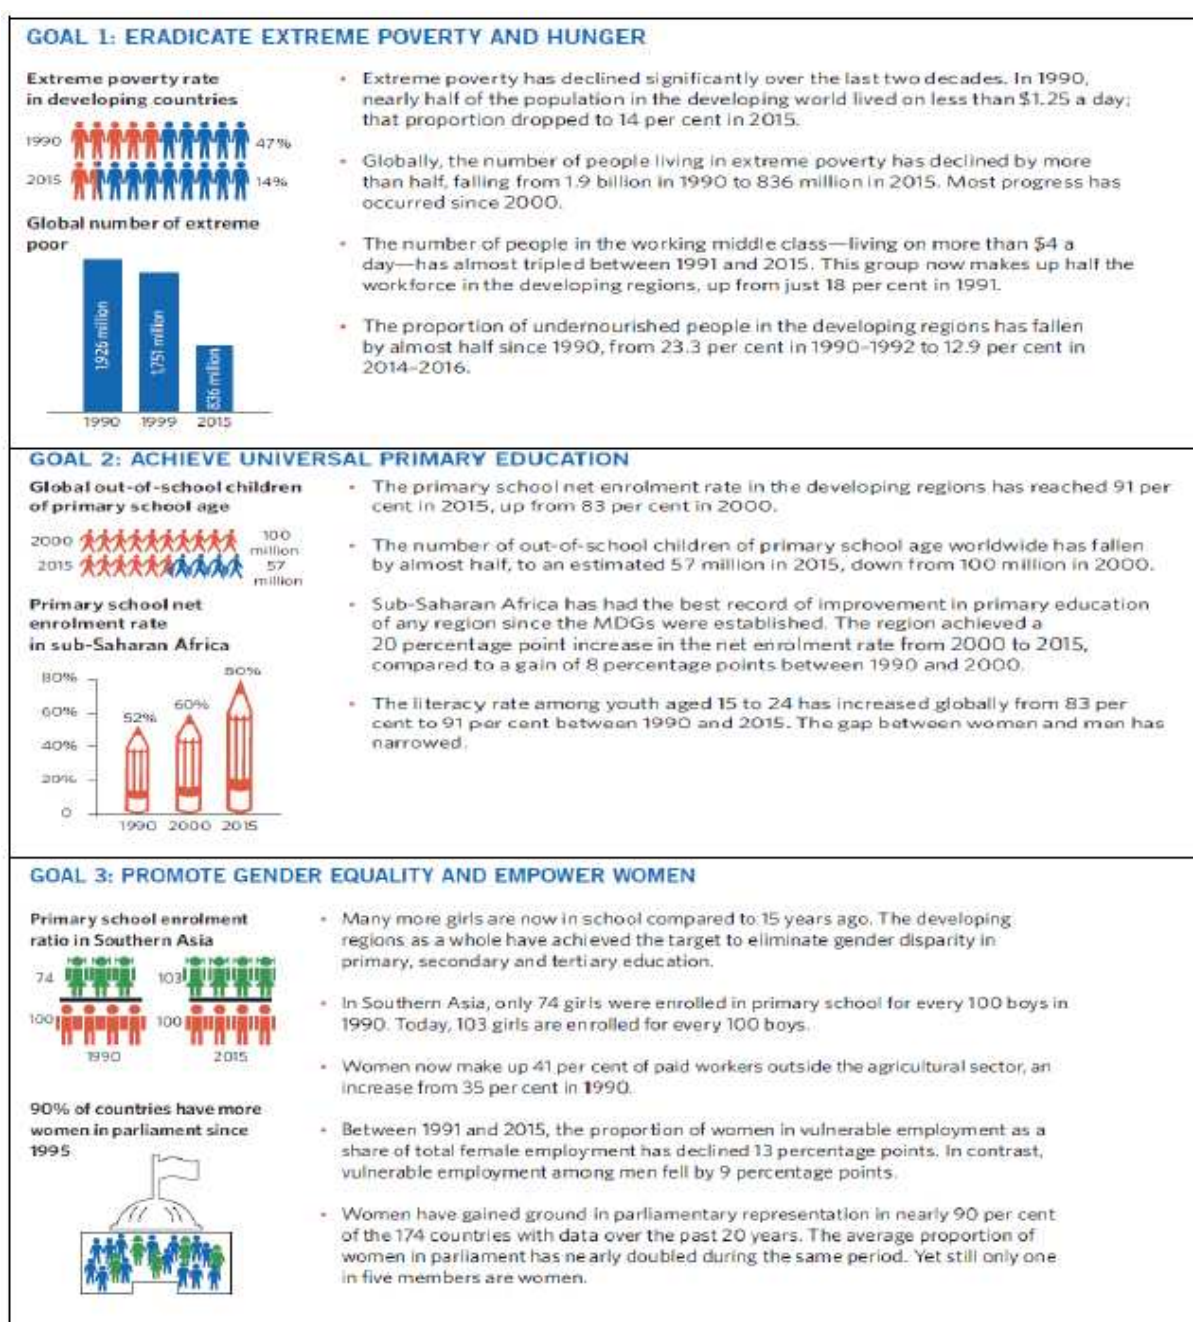 GOAL 1: ERADICATE EXTREME POVERTY AND HUNGER
Extreme poverty rate
in developing countries
1990
47%
2015
14%
Global number of extreme
poor
1,926 million
1,751 million
836 million
1990 1999 2015
• Extreme poverty has declined significantly over the last two decades. In 1990,
nearly half of the population in the developing world lived on less than $1.25 a day;
that proportion dropped to 14 per cent in 2015.
• Globally, the number of people living in extreme poverty has declined by more
than half, falling from 1.9 billion in 1990 to 836 million in 2015. Most progress has
occurred since 2000.
• The number of people in the working middle class—living on more than $4 a
day—has almost tripled between 1991 and 2015. This group now makes up half the
workforce in the developing regions, up from just 18 per cent in 1991.
• The proportion of undernourished people in the developing regions has fallen
by almost half since 1990, from 23.3 per cent in 1990–1992 to 12.9 per cent in
2014–2016.
GOAL 2: ACHIEVE UNIVERSAL PRIMARY EDUCATION
Global out-of-school children
of primary school age
2000
100
million
2015
57
million
Primary school net
enrolment rate
in sub-Saharan Africa
80%
60%
40%
20%
0
52%
60%
80%
1990 2000 2015
• The primary school net enrolment rate in the developing regions has reached 91 per
cent in 2015, up from 83 per cent in 2000.
• The number of out-of-school children of primary school age worldwide has fallen
by almost half, to an estimated 57 million in 2015, down from 100 million in 2000.
• Sub-Saharan Africa has had the best record of improvement in primary education
of any region since the MDGs were established. The region achieved a
20 percentage point increase in the net enrolment rate from 2000 to 2015,
compared to a gain of 8 percentage points between 1990 and 2000.
• The literacy rate among youth aged 15 to 24 has increased globally from 83 per
cent to 91 per cent between 1990 and 2015. The gap between women and men has
narrowed.
GOAL 3: PROMOTE GENDER EQUALITY AND EMPOWER WOMEN
Primary school enrolment
ratio in Southern Asia
74
103
100
100
1990
2015
90% of countries have more
women in parliament since
1995
• Many more girls are now in school compared to 15 years ago. The developing
regions as a whole have achieved the target to eliminate gender disparity in
primary, secondary and tertiary education.
• In Southern Asia, only 74 girls were enrolled in primary school for every 100 boys in
1990. Today, 103 girls are enrolled for every 100 boys.
• Women now make up 41 per cent of paid workers outside the agricultural sector, an
increase from 35 per cent in 1990.
• Between 1991 and 2015, the proportion of women in vulnerable employment as a
share of total female employment has declined 13 percentage points. In contrast,
vulnerable employment among men fell by 9 percentage points.
• Women have gained ground in parliamentary representation in nearly 90 per cent
of the 174 countries with data over the past 20 years. The average proportion of
women in parliament has nearly doubled during the same period. Yet still only one
in five members are women.